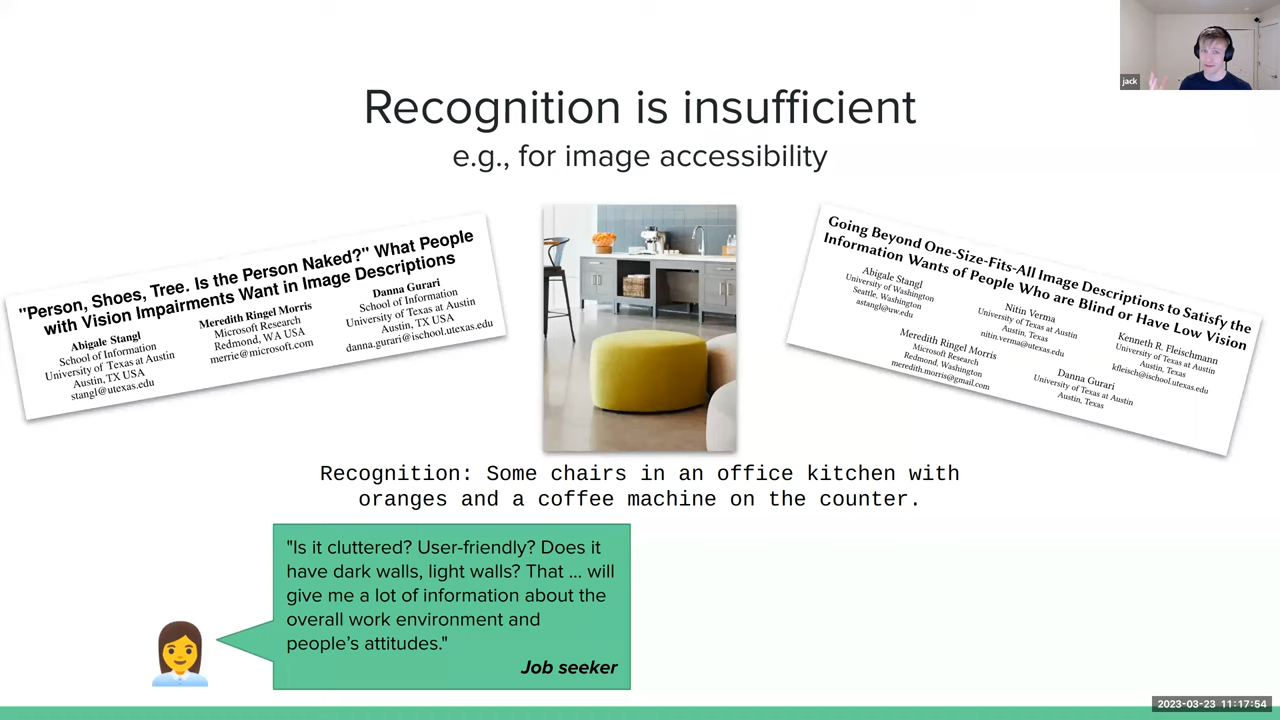 jack
Recognition is insufficient
e.g., for image accessibility
"Person, Shoes, Tree. Is the Person Naked?" What People
with Vision Impairments Want in Image Descriptions
Abigale Stangl
School of Information
University of Texas at Austin
Austin,TX USA
stangl@utexas.edu
Meredith Ringel Morris
Microsoft Research
Redmond, WA USA
merrie@microsoft.com
Danna Gurari
School of Information
University of Texas at Austin
Austin, TX USA
danna.gurari@ischool.utexas.edu
Going Beyond One-Size-Fits-All Image Descriptions to Satisfy the
Information Wants of People Who are Blind or Have Low Vision
Abigale Stangl
University of Washington
Seattle, Washington
astangl@uw.edu
Nitin Verma
University of Texas at Austin
Austin, Texas
nitin.verma@utexas.edu
Kenneth R. Fleischmann
University of Texas at Austin
Austin, Texas
kfleisch@ischool.utexas.edu
Meredith Ringel Morris
Microsoft Research
Redmond, Washington
meredith.morris@gmail.com
Danna Gurari
University of Texas at Austin
Austin, Texas
Recognition: Some chairs in an office kitchen with
oranges and a coffee machine on the counter.
"Is it cluttered? User-friendly? Does it
have dark walls, light walls? That ... will
give me a lot of information about the
overall work environment and
people's attitudes."
Job seeker
2023-03-23 11:17:54